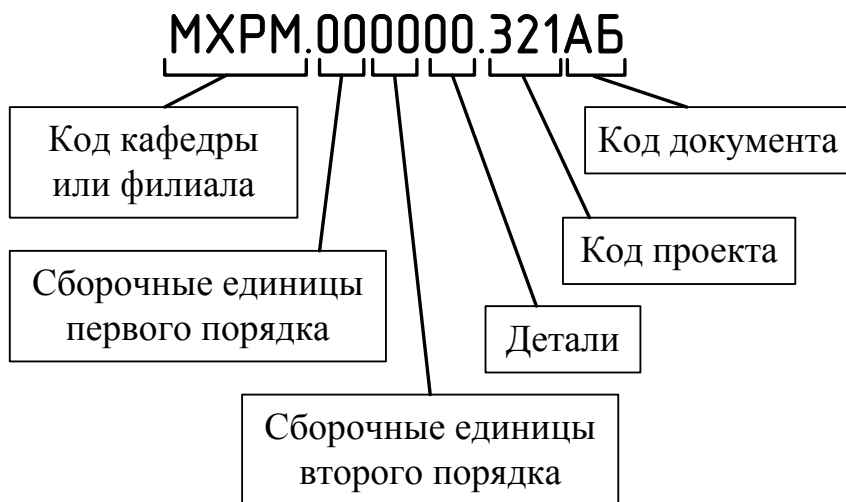 МХРМ.000000.321АБ
Код кафедры
или филиала
Код документа
Код проекта
Сборочные единицы
первого порядка
Детали
Сборочные единицы
второго порядка